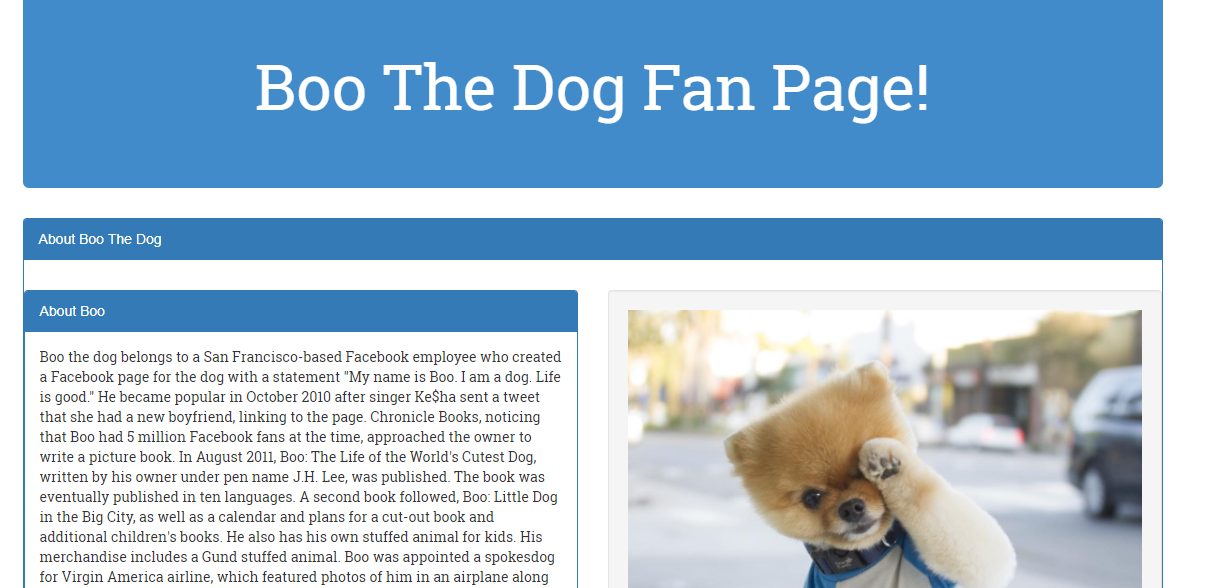 Boo The Dog Fan Page!
About Boo The Dog
About Boo
Boo the dog belongs to a San Francisco-based Facebook employee who created
a Facebook page for the dog with a statement "My name is Boo. I am a dog. Life
is good." He became popular in October 2010 after singer Ke$ha sent a tweet
that she had a new boyfriend, linking to the page. Chronicle Books, noticing
that Boo had 5 million Facebook fans at the time, approached the owner to
write a picture book. In August 2011, Boo: The Life of the World's Cutest Dog,
written by his owner under pen name J.H. Lee, was published. The book was
eventually published in ten languages. A second book followed, Boo: Little Dog
in the Big City, as well as a calendar and plans for a cut-out book and
additional children's books. He also has his own stuffed animal for kids. His
merchandise includes a Gund stuffed animal. Boo was appointed a spokesdog
for Virgin America airline, which featured photos of him in an airplane along